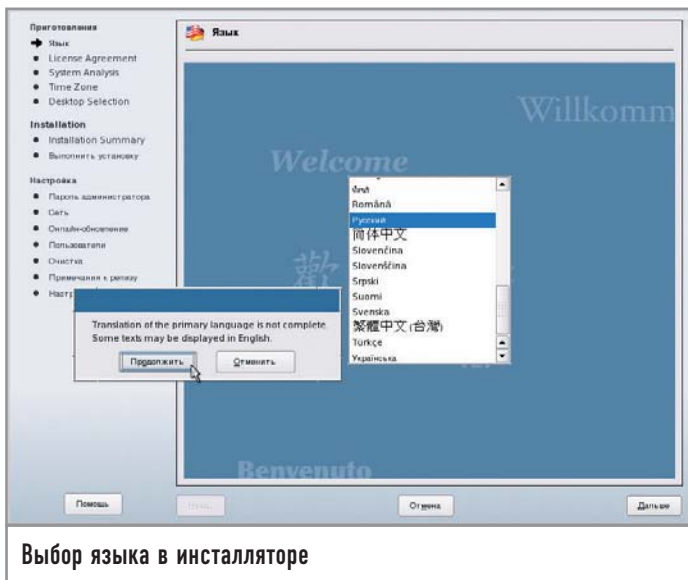 Приготовления
Язык
License Agreement
System Analysis
Time Zone
Desktop Selection
Installation
Installation Summary
Выполнить установку
Настройка
Пароль администратора
Сеть
Онлайн-обновление
Пользователи
Очистка
Примечания к релизу
Язык
Willkomm
Welcome
Română
Русский
简体中文
Slovenčina
Slovenščina
Srpski
Suomi
Svenska
繁體中文 (台灣)
Türkçe
Українська
歡
Translation of the primary language is not complete
Some texts may be displayed in English.
Продолжить
Отменить
Benvenuto
Помощь
Отмена
Дальше
Выбор языка в инсталляторе